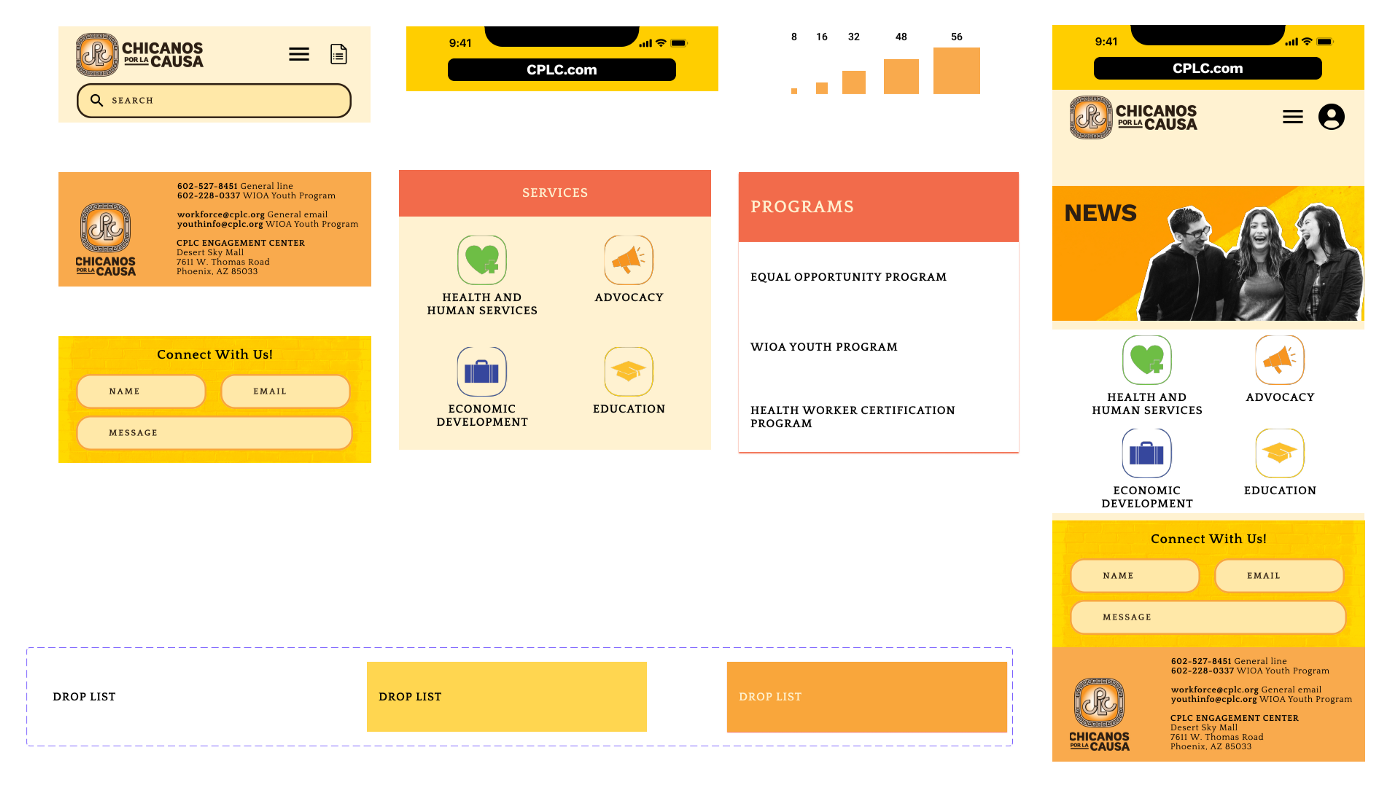 CHICANOS
POR LA CAUSA
SEARCH
9:41
CPLC.com
8 16 32 48 56
9:41
CPLC.com
CHICANOS
POR LA CAUSA
NEWS
HEALTH AND
HUMAN SERVICES
ADVOCACY
ECONOMIC
DEVELOPMENT
EDUCATION
Connect With Us!
NAME
EMAIL
MESSAGE
602-527-8451 General line
602-228-0337 WIOA Youth Program
workforce@cplc.org General email
youthinfo@cplc.org WIOA Youth Program
CPLC ENGAGEMENT CENTER
Desert Sky Mall
7611 W. Thomas Road
Phoenix, AZ 85033
CHICANOS
POR LA CAUSA
602-527-8451 General line
602-228-0337 WIOA Youth Program
workforce@cplc.org General email
youthinfo@cplc.org WIOA Youth Program
CPLC ENGAGEMENT CENTER
Desert Sky Mall
7611 W. Thomas Road
Phoenix, AZ 85033
CHICANOS
POR LA CAUSA
SERVICES
HEALTH AND
HUMAN SERVICES
ADVOCACY
ECONOMIC
DEVELOPMENT
EDUCATION
PROGRAMS
EQUAL OPPORTUNITY PROGRAM
WIOA YOUTH PROGRAM
HEALTH WORKER CERTIFICATION
PROGRAM
Connect With Us!
NAME
EMAIL
MESSAGE
DROP LIST
DROP LIST
DROP LIST